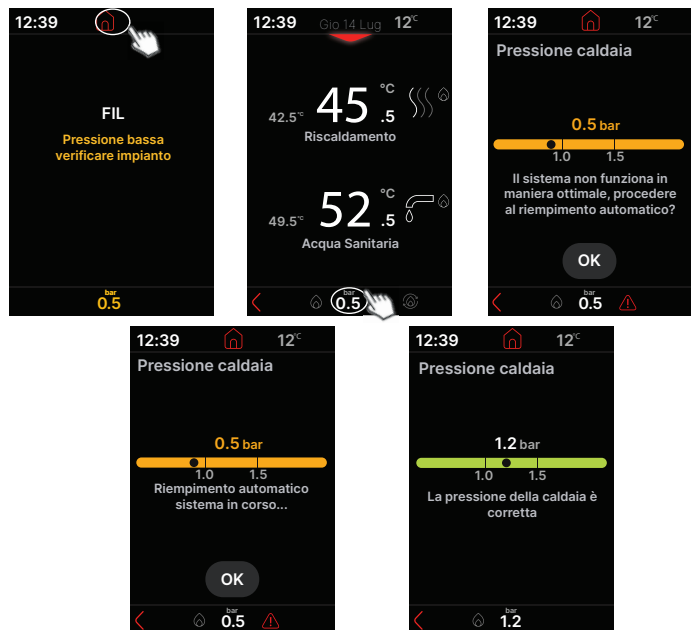 12:39
FIL
Pressione bassa
verificare impianto
bar
0.5
12:39 Gio 14 Lug 12°C
42.5°C 45.5 °C
Riscaldamento
49.5°C 52.5 °C
Acqua Sanitaria
bar
0.5
12:39 12°C
Pressione caldaia
0.5 bar
1.0 1.5
Il sistema non funziona in
maniera ottimale, procedere
al riempimento automatico?
OK
bar
0.5
12:39 12°C
Pressione caldaia
0.5 bar
1.0 1.5
Riempimento automatico
sistema in corso...
OK
bar
0.5
12:39 12°C
Pressione caldaia
1.2 bar
1.0 1.5
La pressione della caldaia è
corretta
bar
1.2